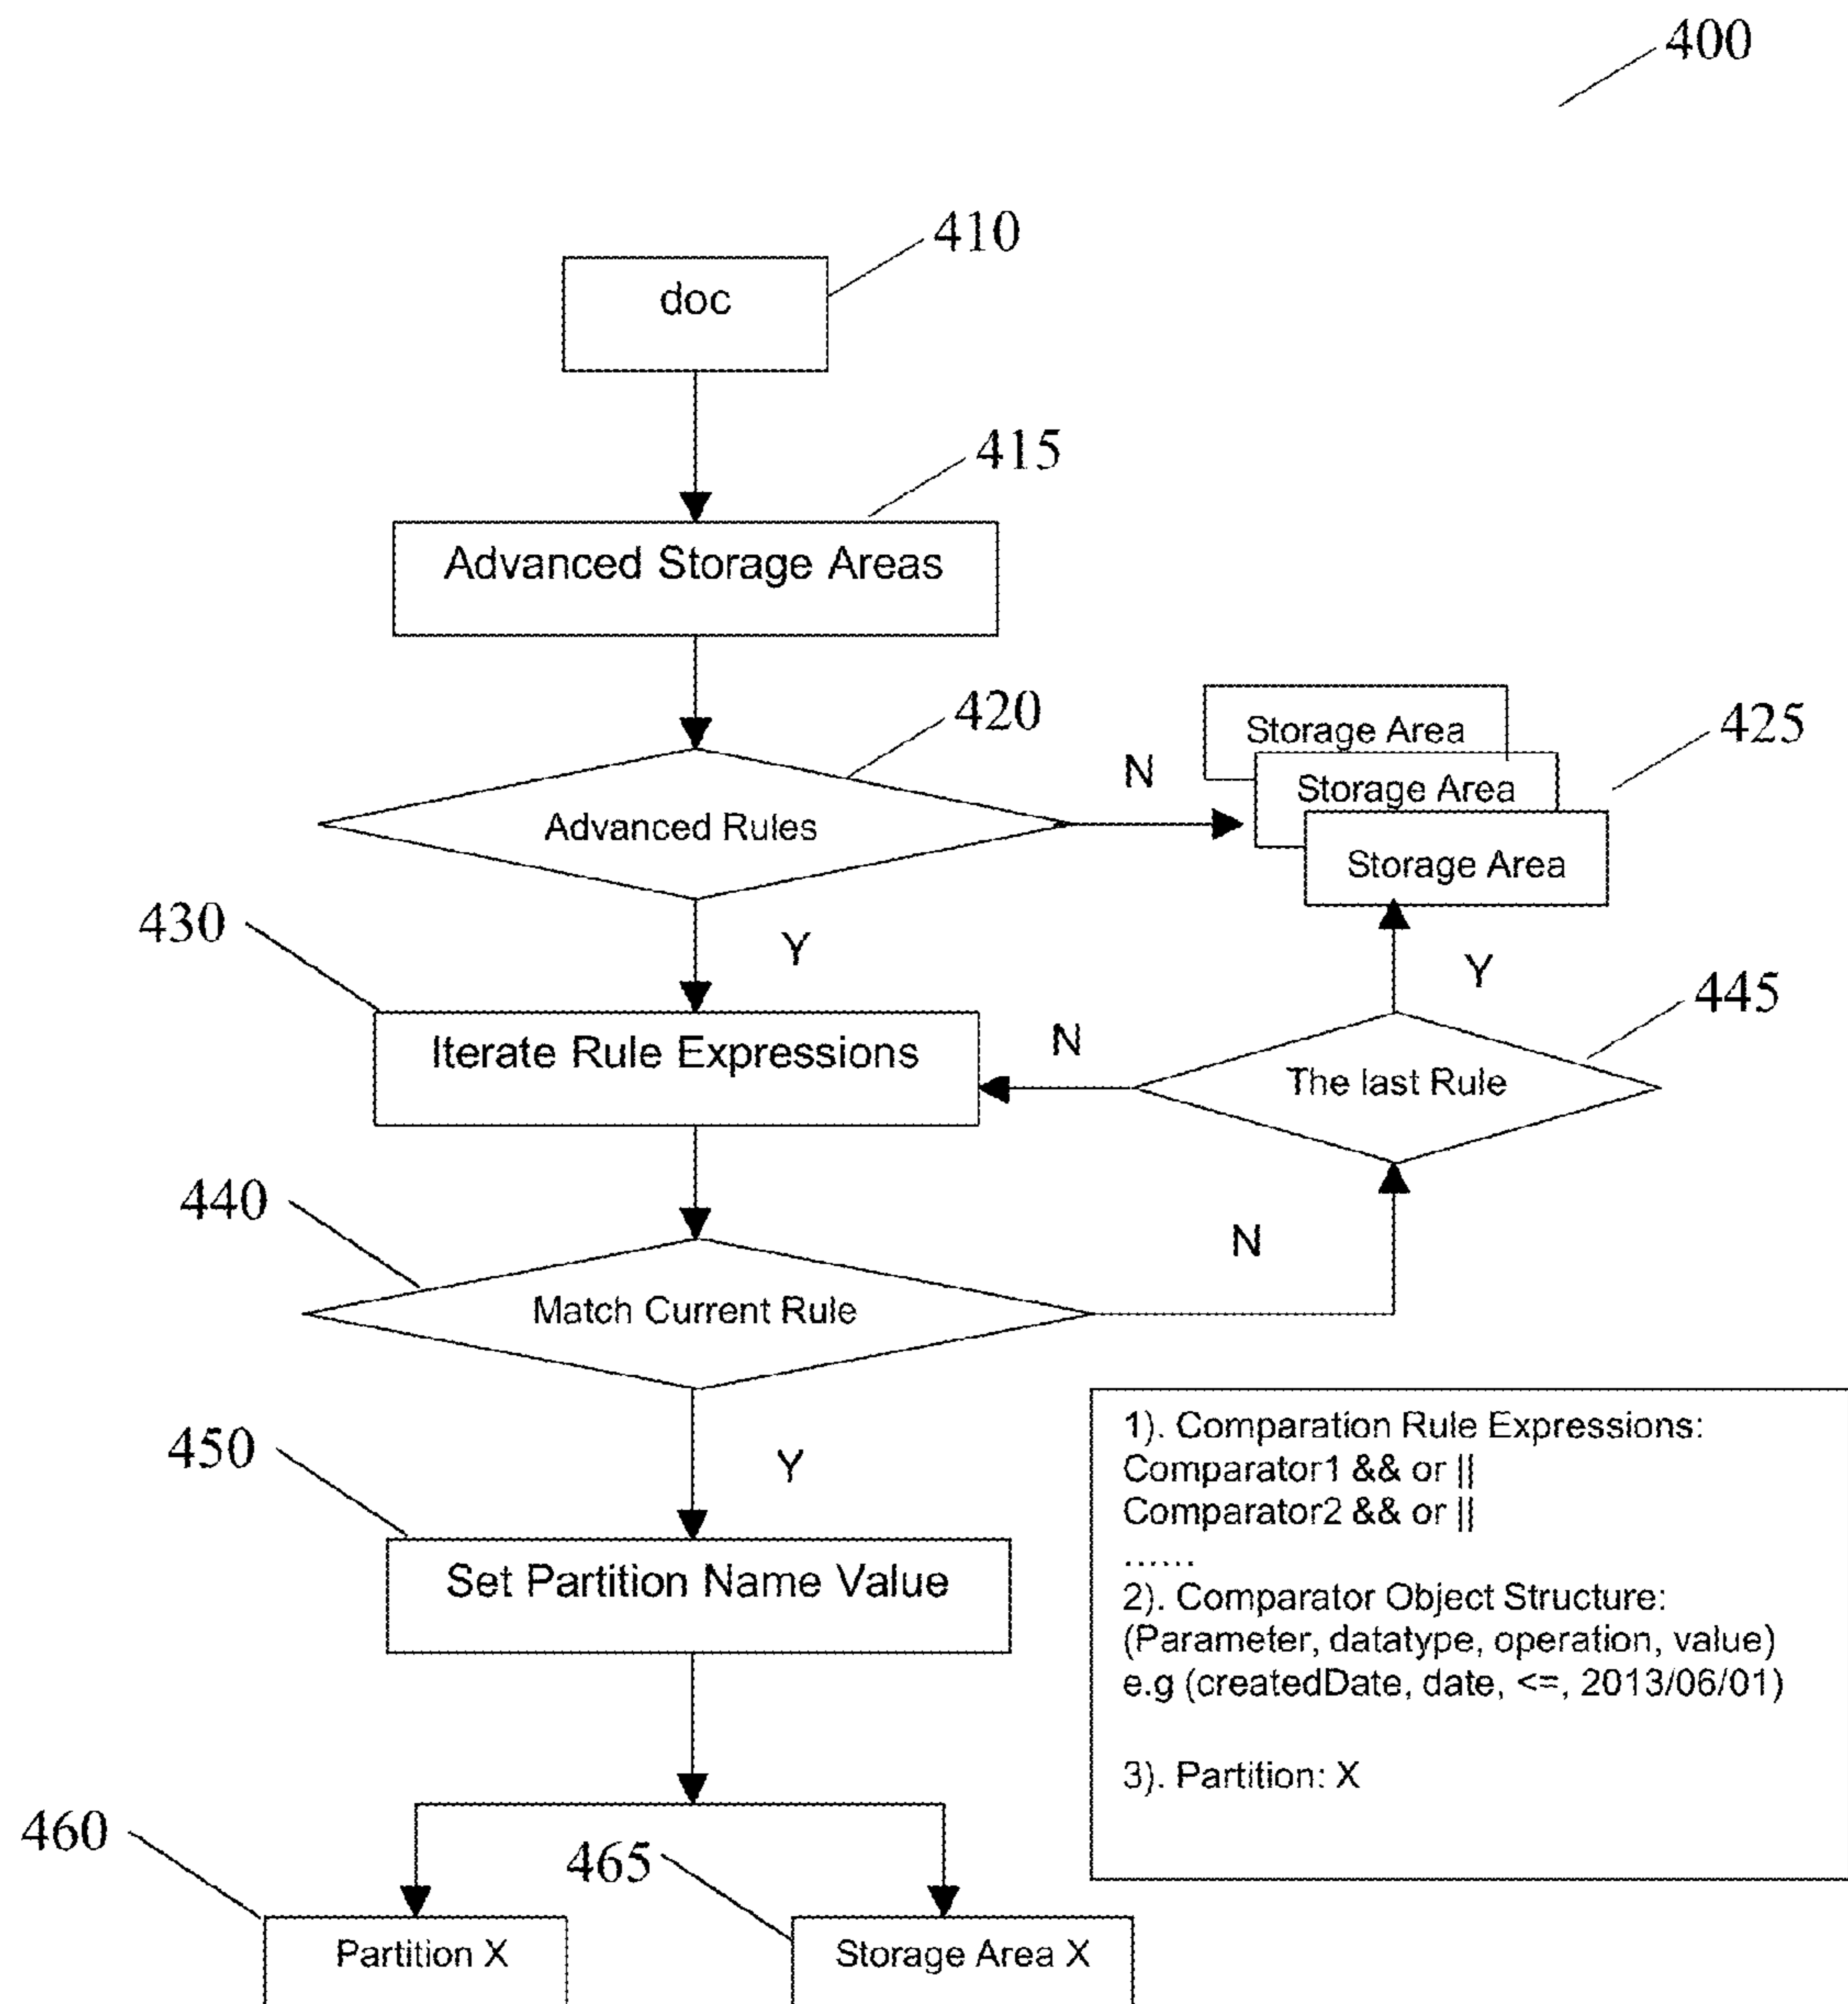 400
410
doc
415
Advanced Storage Areas
420
Storage Area
425
N
Storage Area
Advanced Rules
Storage Area
430
Y
Y
445
Iterate Rule Expressions
N
The last Rule
440
N
Match Current Rule
450
Y
1). Comparation Rule Expressions:
Comparator1 && or ||
Comparator2 && or ||
......
2). Comparator Object Structure:
(Parameter, datatype, operation, value)
e.g (createdDate, date, <=, 2013/06/01)
3). Partition: X
Set Partition Name Value
460
465
Partition X
Storage Area X